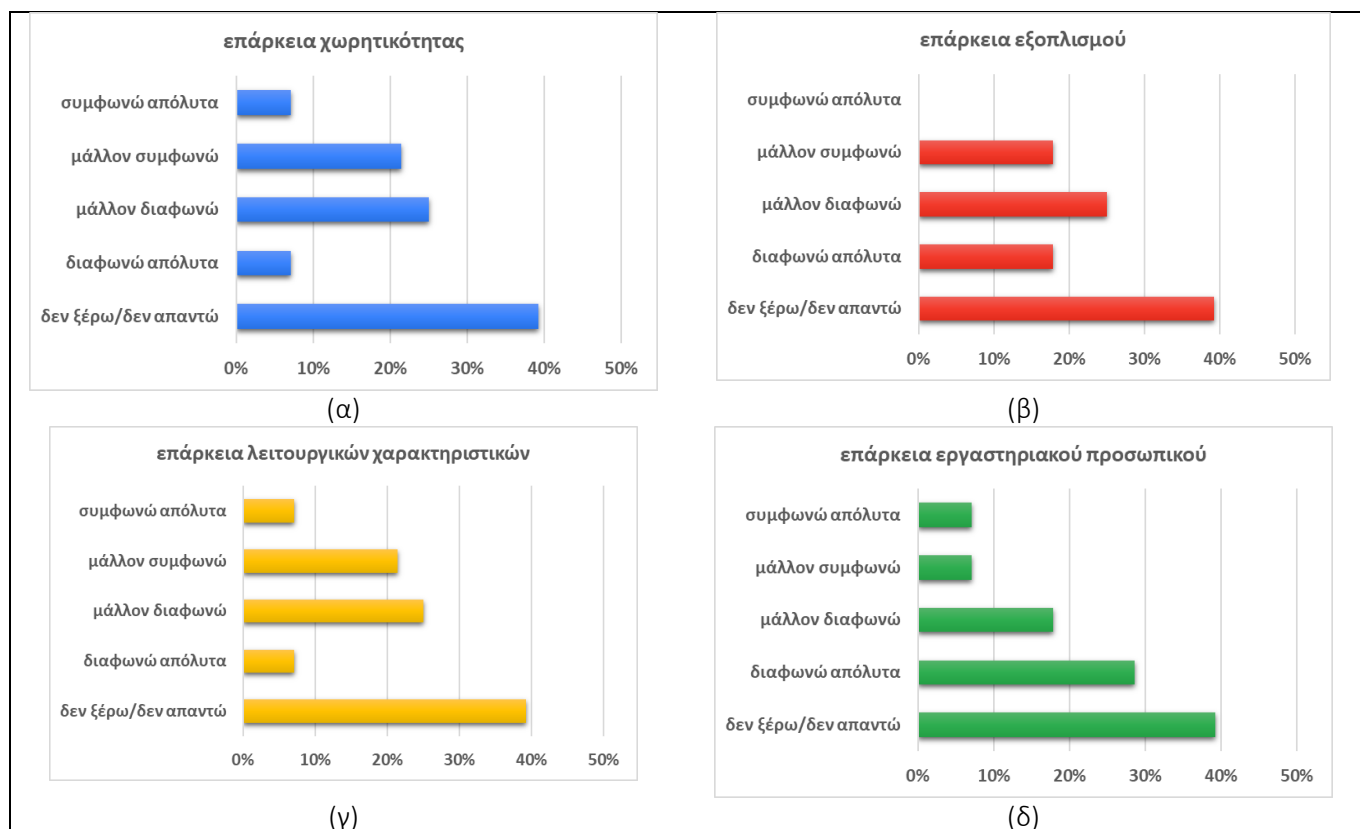 επάρκεια χωρητικότητας
συμφωνώ απόλυτα
μάλλον συμφωνώ
μάλλον διαφωνώ
διαφωνώ απόλυτα
δεν ξέρω/δεν απαντώ
0% 10% 20% 30% 40% 50%
(α)
επάρκεια εξοπλισμού
συμφωνώ απόλυτα
μάλλον συμφωνώ
μάλλον διαφωνώ
διαφωνώ απόλυτα
δεν ξέρω/δεν απαντώ
0% 10% 20% 30% 40% 50%
(β)
επάρκεια λειτουργικών χαρακτηριστικών
συμφωνώ απόλυτα
μάλλον συμφωνώ
μάλλον διαφωνώ
διαφωνώ απόλυτα
δεν ξέρω/δεν απαντώ
0% 10% 20% 30% 40% 50%
(γ)
επάρκεια εργαστηριακού προσωπικού
συμφωνώ απόλυτα
μάλλον συμφωνώ
μάλλον διαφωνώ
διαφωνώ απόλυτα
δεν ξέρω/δεν απαντώ
0% 10% 20% 30% 40% 50%
(δ)